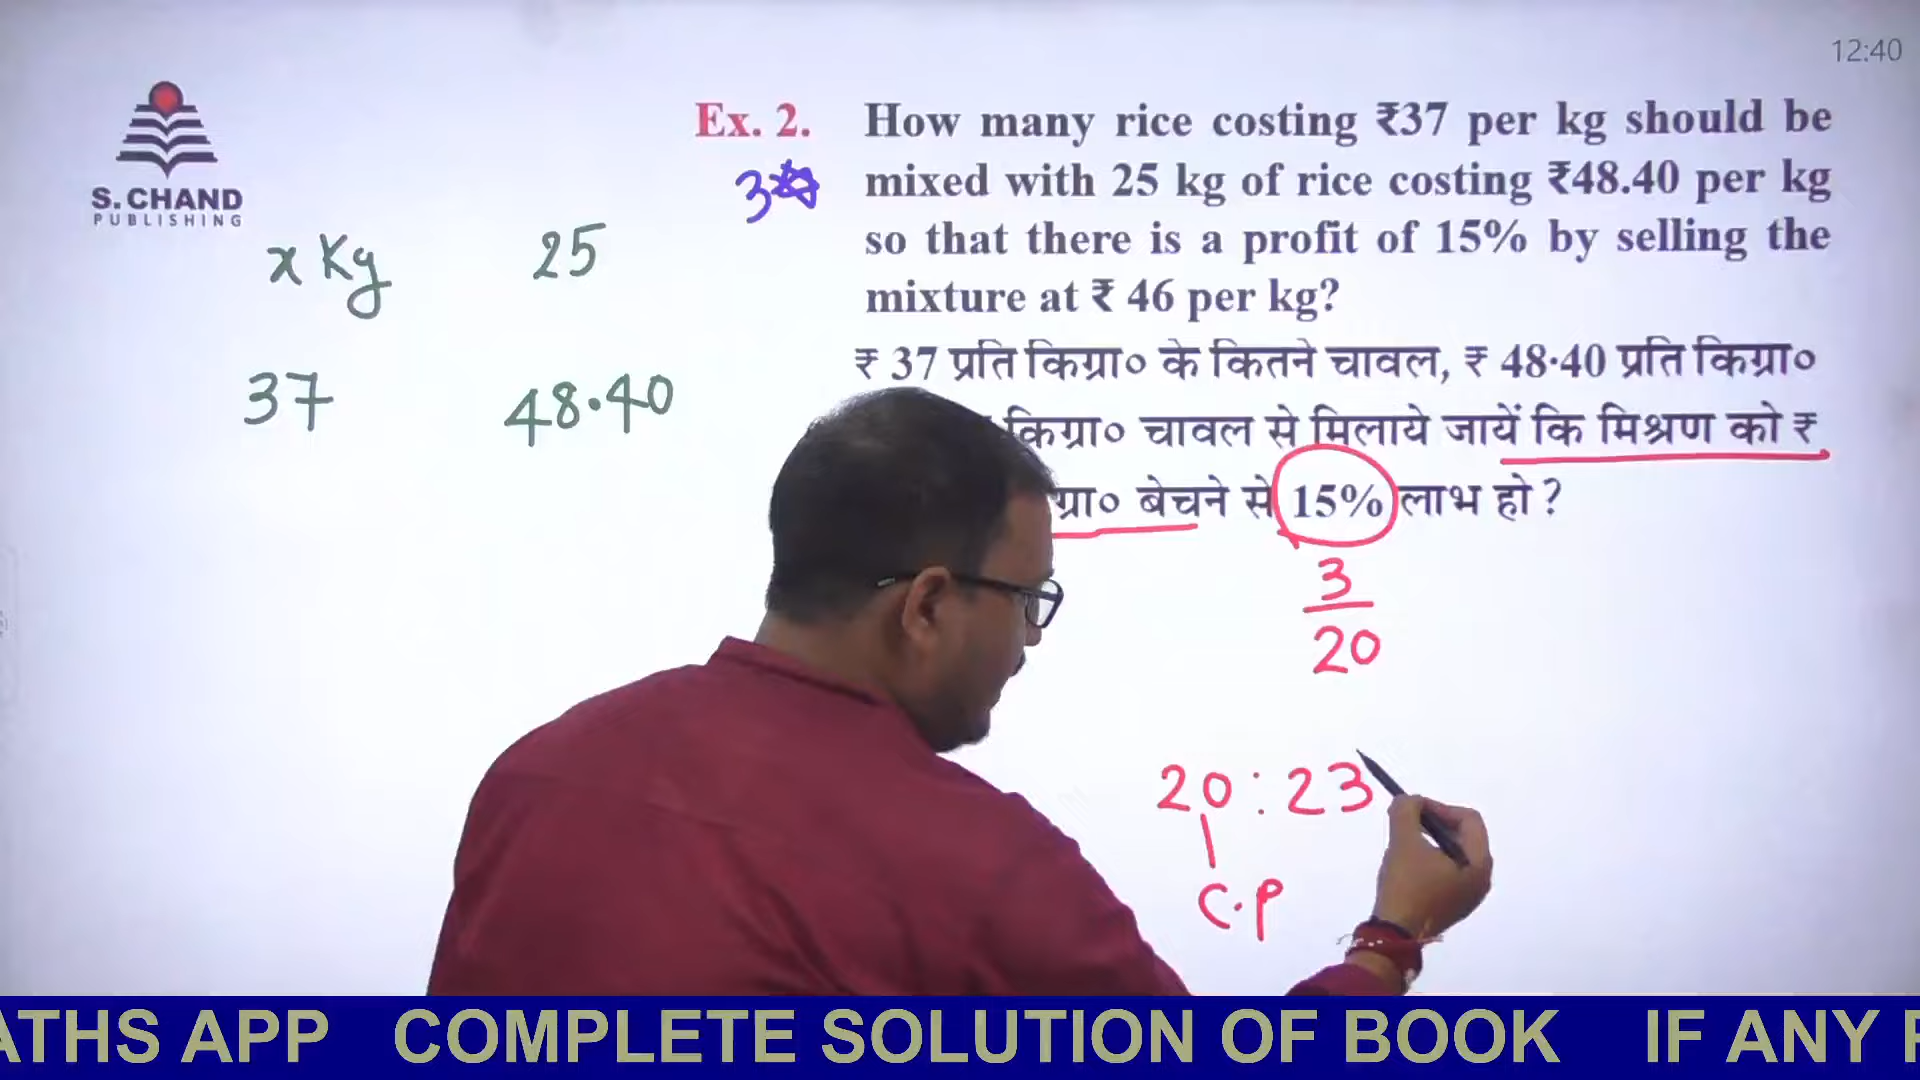 12:40
S. CHAND
PUBLISHING
Ex. 2. How many rice costing ₹37 per kg should be
3
mixed with 25 kg of rice costing ₹48.40 per kg
so that there is a profit of 15% by selling the
mixture at ₹ 46 per kg?
₹ 37 प्रति किग्रा० के कितने चावल, ₹ 48·40 प्रति किग्रा०
किग्रा० चावल से मिलाये जायें कि मिश्रण को ₹
ग्रा० बेचने से 15% लाभ हो?
x Kg 25
37 48.40
3
20
20 : 23
C.P
ATHS APP COMPLETE SOLUTION OF BOOK IF ANY